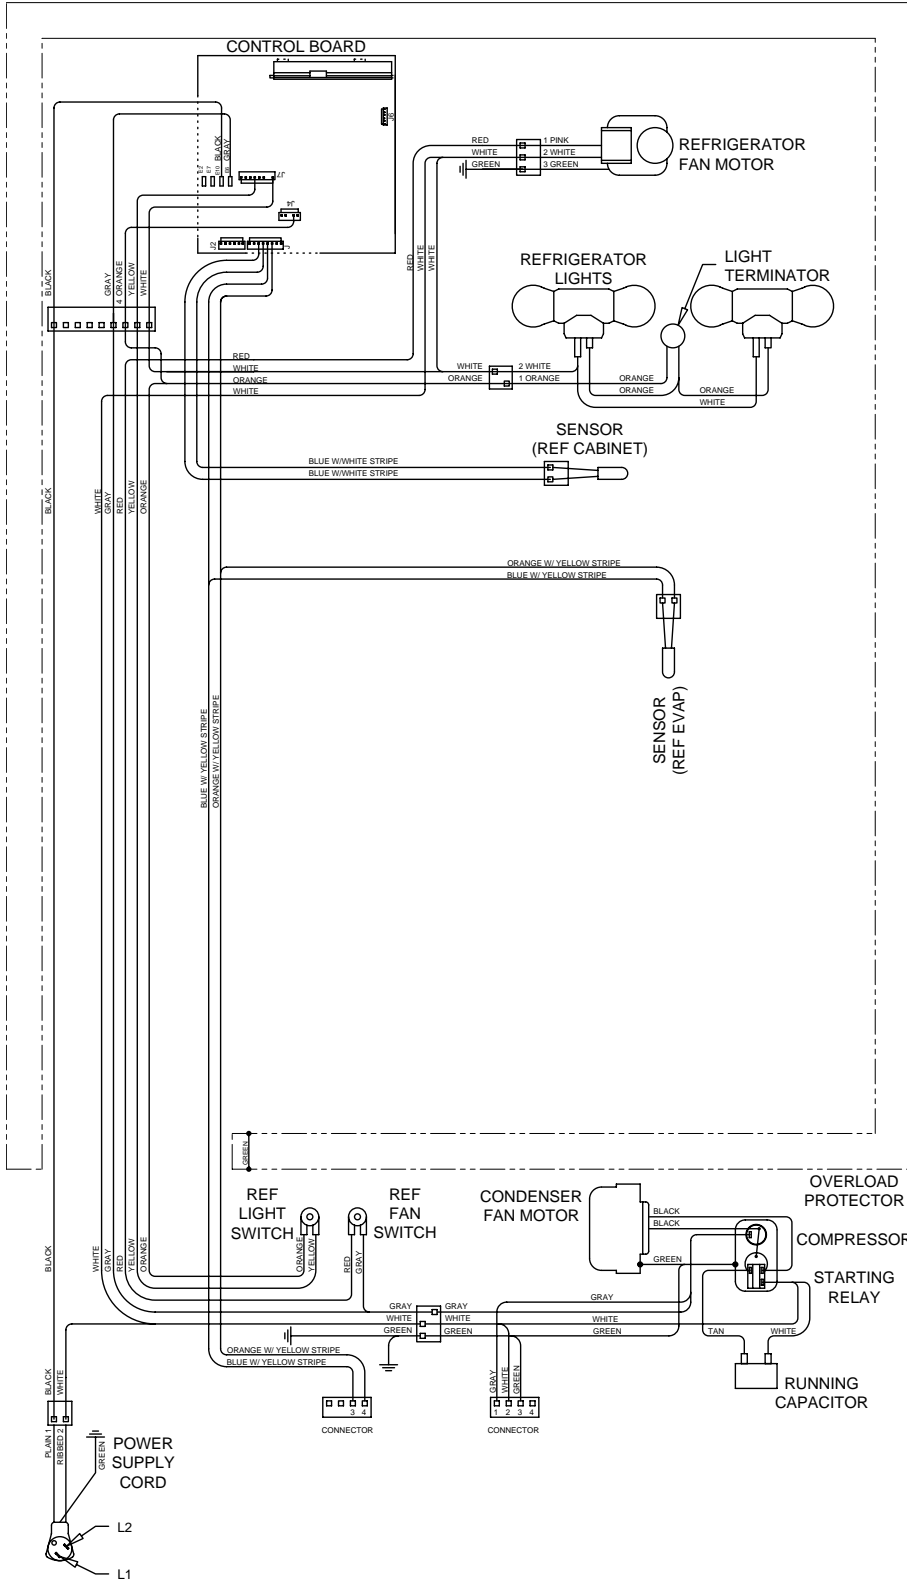 CONTROL BOARD
J6
BLACK
GRAY
E3
E7
E10
E6
J7
J4
J2
J
RED
WHITE
GREEN
1 PINK
2 WHITE
3 GREEN
REFRIGERATOR
FAN MOTOR
BLACK
GRAY
4 ORANGE
YELLOW
WHITE
RED
WHITE
WHITE
REFRIGERATOR
LIGHTS
LIGHT
TERMINATOR
RED
WHITE
ORANGE
WHITE
WHITE
ORANGE
2 WHITE
1 ORANGE
ORANGE
ORANGE
ORANGE
WHITE
SENSOR
(REF CABINET)
BLUE W/WHITE STRIPE
BLUE W/WHITE STRIPE
BLACK
WHITE
GRAY
RED
YELLOW
ORANGE
ORANGE W/ YELLOW STRIPE
BLUE W/ YELLOW STRIPE
SENSOR
(REF EVAP)
BLUE W/ YELLOW STRIPE
ORANGE W/ YELLOW STRIPE
GREEN
REF
LIGHT
SWITCH
REF
FAN
SWITCH
CONDENSER
FAN MOTOR
OVERLOAD
PROTECTOR
COMPRESSOR
STARTING
RELAY
BLACK
BLACK
GREEN
BLACK
WHITE
GRAY
RED
YELLOW
ORANGE
ORANGE
YELLOW
RED
GRAY
GRAY
GRAY
GRAY
WHITE
WHITE
WHITE
GREEN
GREEN
GREEN
TAN
WHITE
ORANGE W/ YELLOW STRIPE
BLUE W/ YELLOW STRIPE
GRAY
WHITE
GREEN
RUNNING
CAPACITOR
3 4
CONNECTOR
1 2 3 4
CONNECTOR
BLACK
WHITE
PLAIN 1
RIBBED 2
GREEN
POWER
SUPPLY
CORD
L2
L1